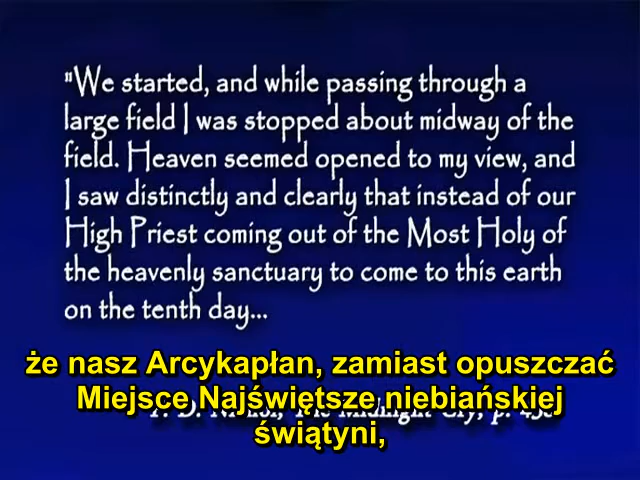 "We started, and while passing through a
large field I was stopped about midway of the
field. Heaven seemed opened to my view, and
I saw distinctly and clearly that instead of our
High Priest coming out of the Most Holy of
the heavenly sanctuary to come to this earth
on the tenth day...
że nasz Arcykapłan, zamiast opuszczać
Miejsce Najświętsze niebiańskiej
świątyni,